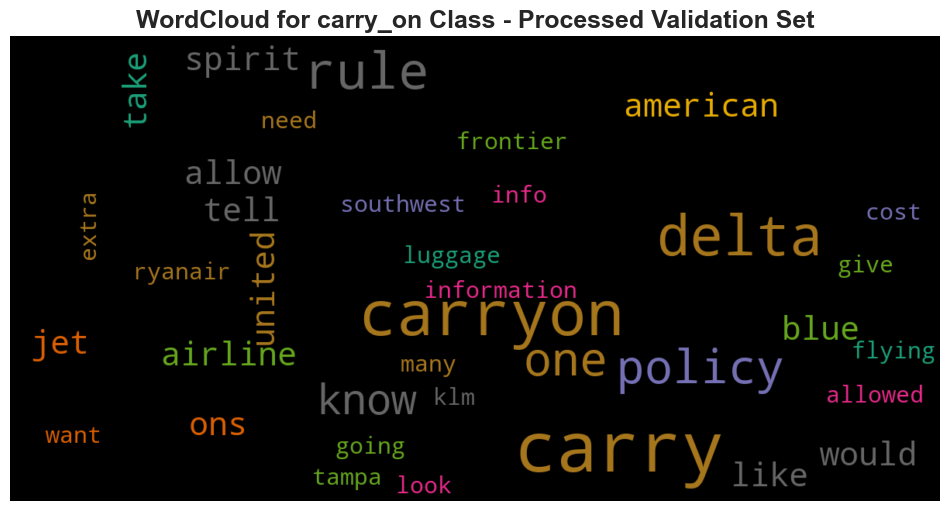 WordCloud for carry_on Class - Processed Validation Set
take
spirit
rule
need
american
frontier
allow
tell
southwest
info
extra
cost
delta
luggage
ryanair
united
give
information
carryon
jet
airline
blue
flying
many
one
policy
know
klm
allowed
want
ons
going
carry
would
tampa
look
like